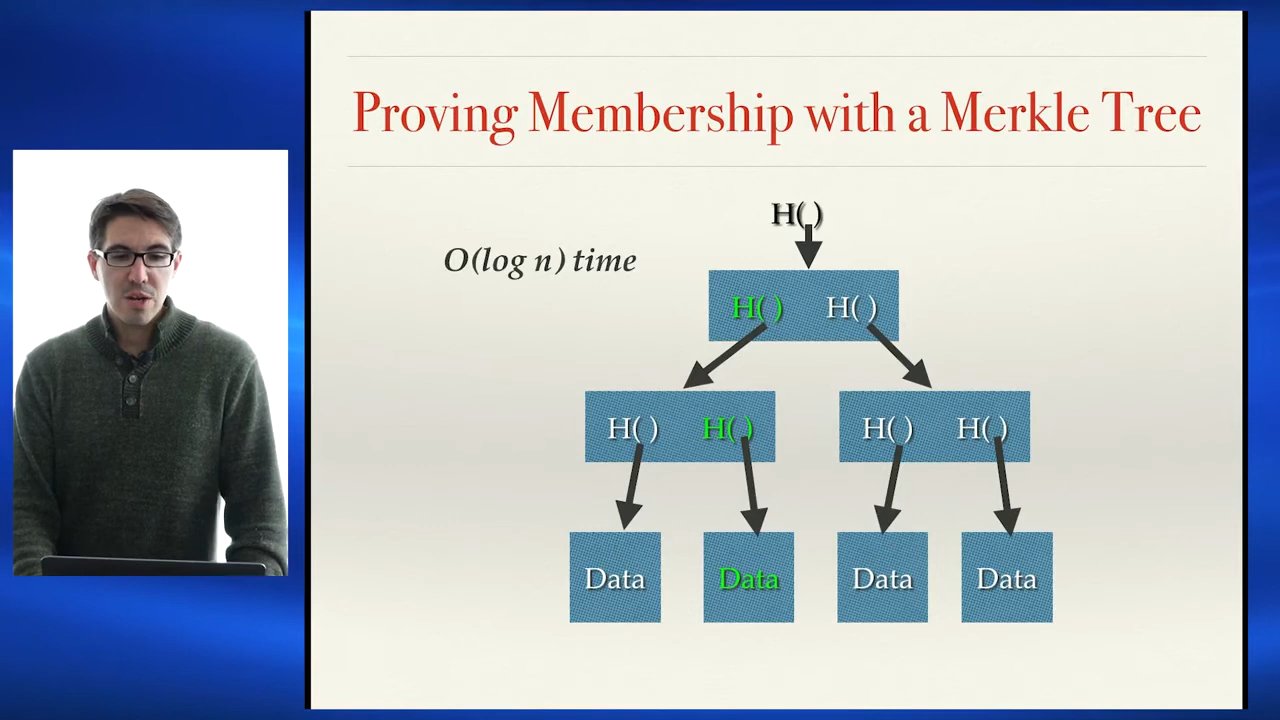 Proving Membership with a Merkle Tree
H( )
O(log n) time
H( ) H( )
H( ) H( ) H( ) H( )
Data Data Data Data